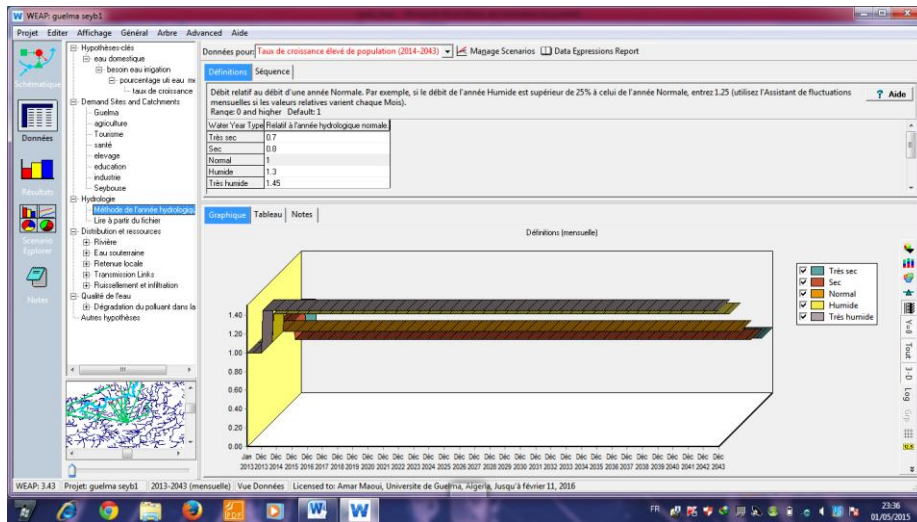 WEAP: guelma seyb1
Projet Editer Affichage Général Arbre Avancé Aide
Schématique
Données
Résultats
Scenario
Explorer
Notes
Hypothèses-clés
eau domestique
besoin eau irigation
pourcentage uti eau me
taux de croissance
Demand Sites and Catchments
Guelma
agriculture
Tourisme
santé
elevage
education
industrie
Seybouse
Hydrologie
Méthode de l'année hydrologiqu
Lire à partir du fichier
Distribution et ressources
Rivière
Eau souterraine
Retenue locale
Transmission Links
Ruissellement et infiltration
Qualité de l'eau
Dégradation du polluant dans la
Autres hypothèses
Données pour: Taux de croissance élevé de population (2014-2043) Manage Scenarios Data Expressions Report
Définitions Séquence
Débit relatif au débit d'une année Normale. Par exemple, si le débit de l'année Humide est supérieur de 25% à celui de l'année Normale, entrez 1.25 (utilisez l'Assistant de fluctuations
mensuelles si les valeurs relatives varient chaque Mois).
Range: 0 and higher Default: 1
? Aide
Water Year Type Relatif à l'année hydrologique normale.
Très sec 0.7
Sec 0.8
Normal 1
Humide 1.3
Très humide 1.45
Graphique Tableau Notes
Définitions (mensuelle)
1.40
1.20
1.00
0.80
0.60
0.40
0.20
0.00
Jan Déc Déc Déc Déc Déc Déc Déc Déc Déc Déc Déc Déc Déc Déc Déc Déc Déc Déc Déc Déc Déc Déc Déc Déc Déc Déc Déc Déc Déc Déc Déc
2013 2013 2014 2015 2016 2017 2018 2019 2020 2021 2022 2023 2024 2025 2026 2027 2028 2029 2030 2031 2032 2033 2034 2035 2036 2037 2038 2039 2040 2041 2042 2043
Très sec
Sec
Normal
Humide
Très humide
Y=0
Tout
3-D
Log
Grp
WEAP: 3.43 Projet: guelma seyb1 2013-2043 (mensuelle) Vue Données Licensed to: Amar Maoui, Universite de Guelma, Algeria, Jusqu'à février 11, 2016
FR
23:36
01/05/2015